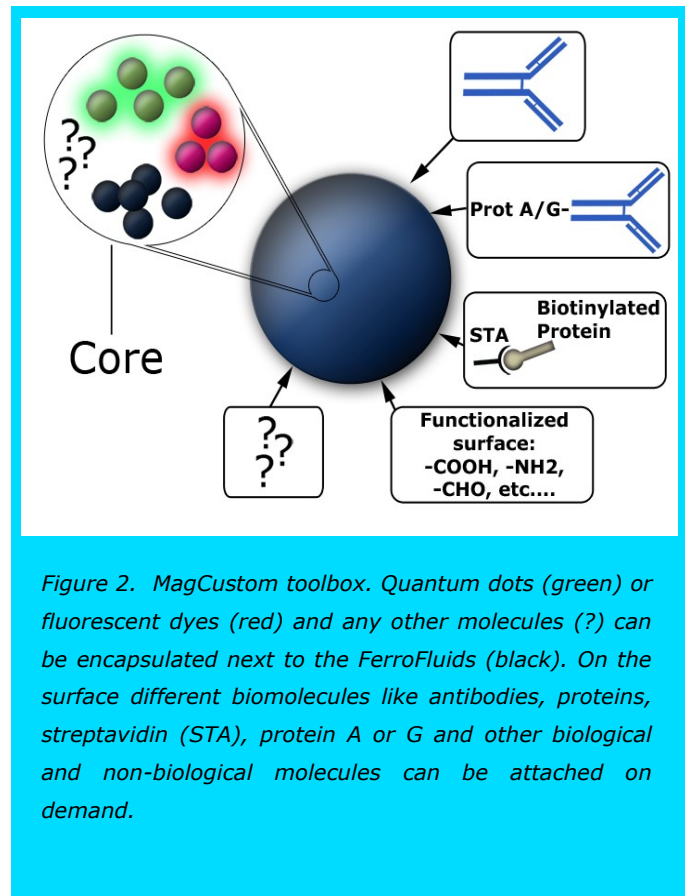 ?
?
?
Core
Prot A/G-
Biotinylated
Protein
STA
Functionalized
surface:
-COOH, -NH2,
-CHO, etc....
?
?
?
Figure 2. MagCustom toolbox. Quantum dots (green) or
fluorescent dyes (red) and any other molecules (?) can
be encapsulated next to the FerroFluids (black). On the
surface different biomolecules like antibodies, proteins,
streptavidin (STA), protein A or G and other biological
and non-biological molecules can be attached on
demand.